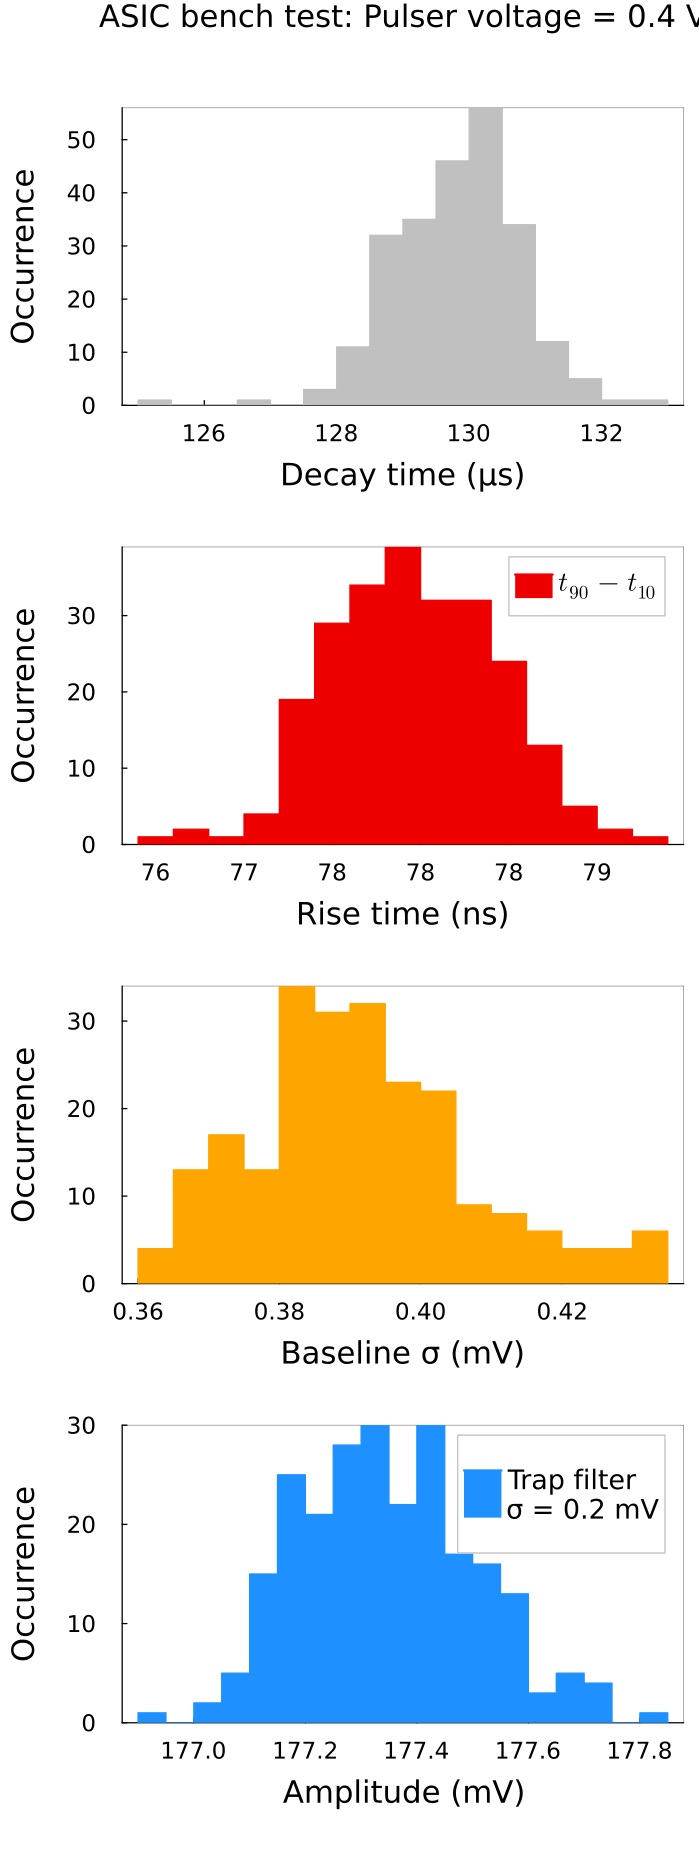 ASIC bench test: Pulser voltage = 0.4 V
50
40
30
20
10
0
Occurrence
126 128 130 132
Decay time (μs)
t90 − t10
30
20
10
0
Occurrence
76 77 78 78 78 79
Rise time (ns)
30
20
10
0
Occurrence
0.36 0.38 0.40 0.42
Baseline σ (mV)
Trap filter
σ = 0.2 mV
30
20
10
0
Occurrence
177.0 177.2 177.4 177.6 177.8
Amplitude (mV)